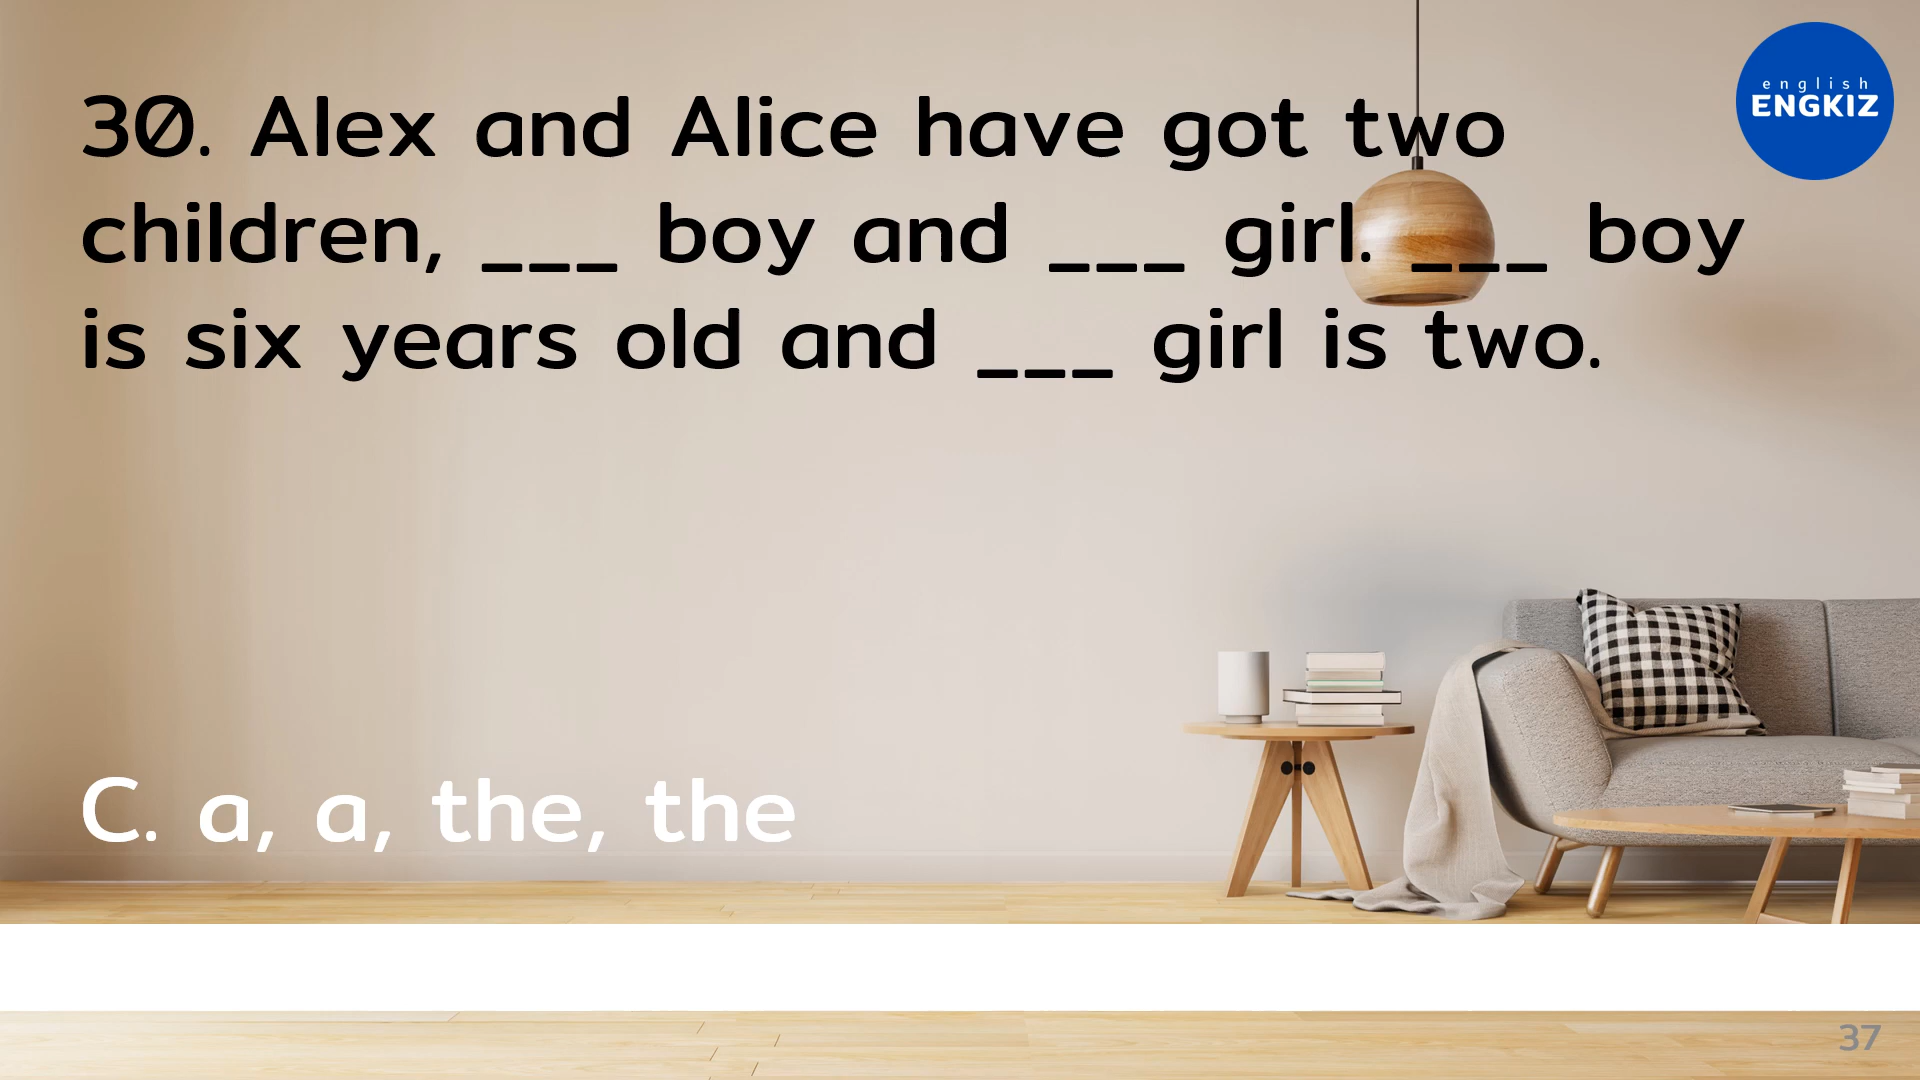 english
ENGKIZ
30. Alex and Alice have got two
children, ___ boy and ___ girl. ___ boy
is six years old and ___ girl is two.
C. a, a, the, the
37